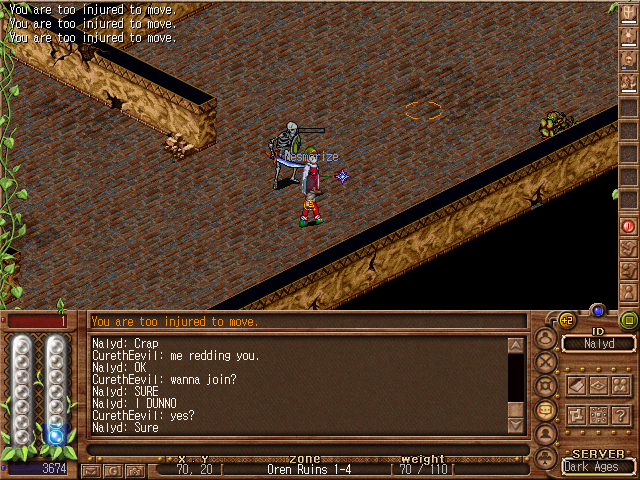 You are too injured to move.
You are too injured to move.
You are too injured to move.
Mesmorize
1
You are too injured to move.
Nalyd: Crap
CurethEevil: me redding you.
Nalyd: OK
CurethEevil: wanna join?
Nalyd: SURE
Nalyd: I DUNNO
CurethEevil: yes?
Nalyd: Sure
+2
ID
Nalyd
?
SERVER
Dark Ages
3674
G
X Y zone weight
70, 20 Oren Ruins 1-4 70 / 110